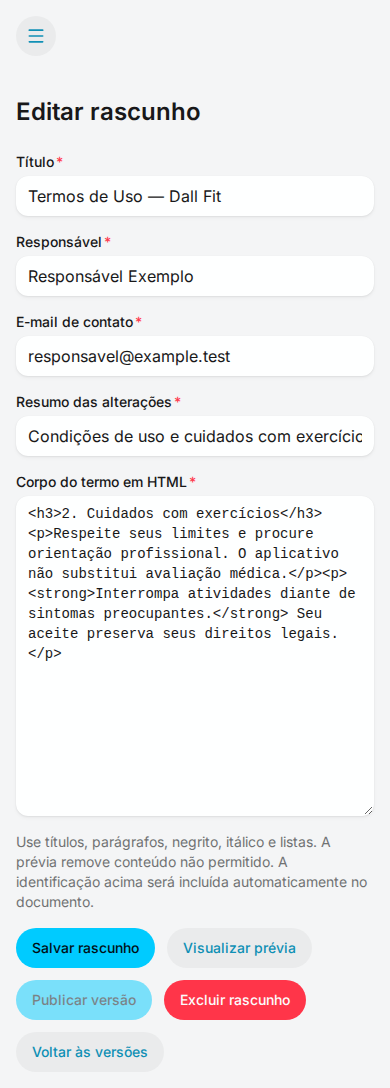 Editar rascunho
Título*
Termos de Uso — Dall Fit
Responsável*
Responsável Exemplo
E-mail de contato*
responsavel@example.test
Resumo das alterações*
Condições de uso e cuidados com exercíc
Corpo do termo em HTML*
<h3>2. Cuidados com exercícios</h3>
<p>Respeite seus limites e procure
orientação profissional. O aplicativo
não substitui avaliação médica.</p><p>
<strong>Interrompa atividades diante de
sintomas preocupantes.</strong> Seu
aceite preserva seus direitos legais.
</p>
Use títulos, parágrafos, negrito, itálico e listas. A
prévia remove conteúdo não permitido. A
identificação acima será incluída automaticamente no
documento.
Salvar rascunho
Visualizar prévia
Publicar versão
Excluir rascunho
Voltar às versões